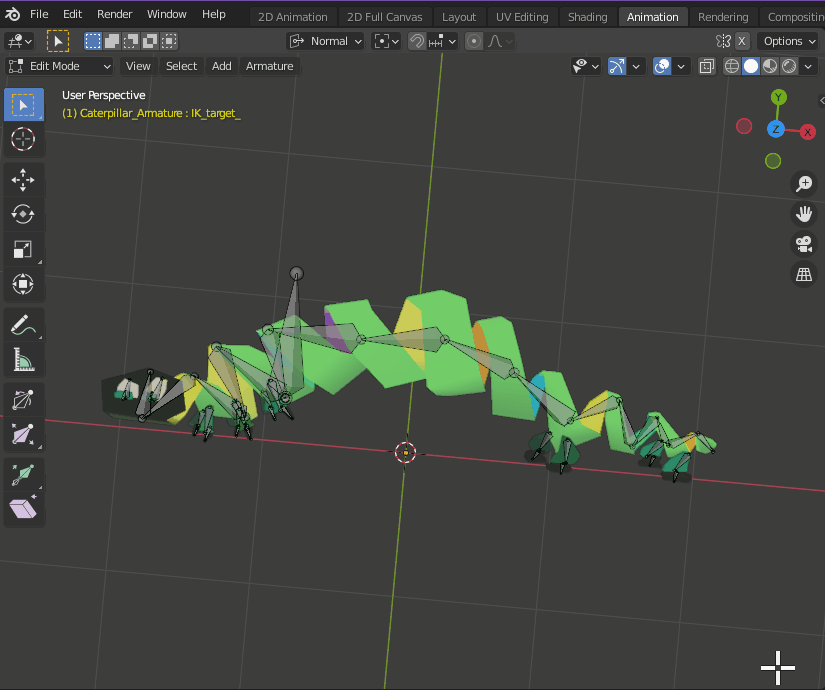 File Edit Render Window Help 2D Animation 2D Full Canvas Layout UV Editing Shading Animation Rendering Compositin
Normal Options X
Edit Mode View Select Add Armature
User Perspective
(1) Caterpillar_Armature : IK_target_
Y
Z X